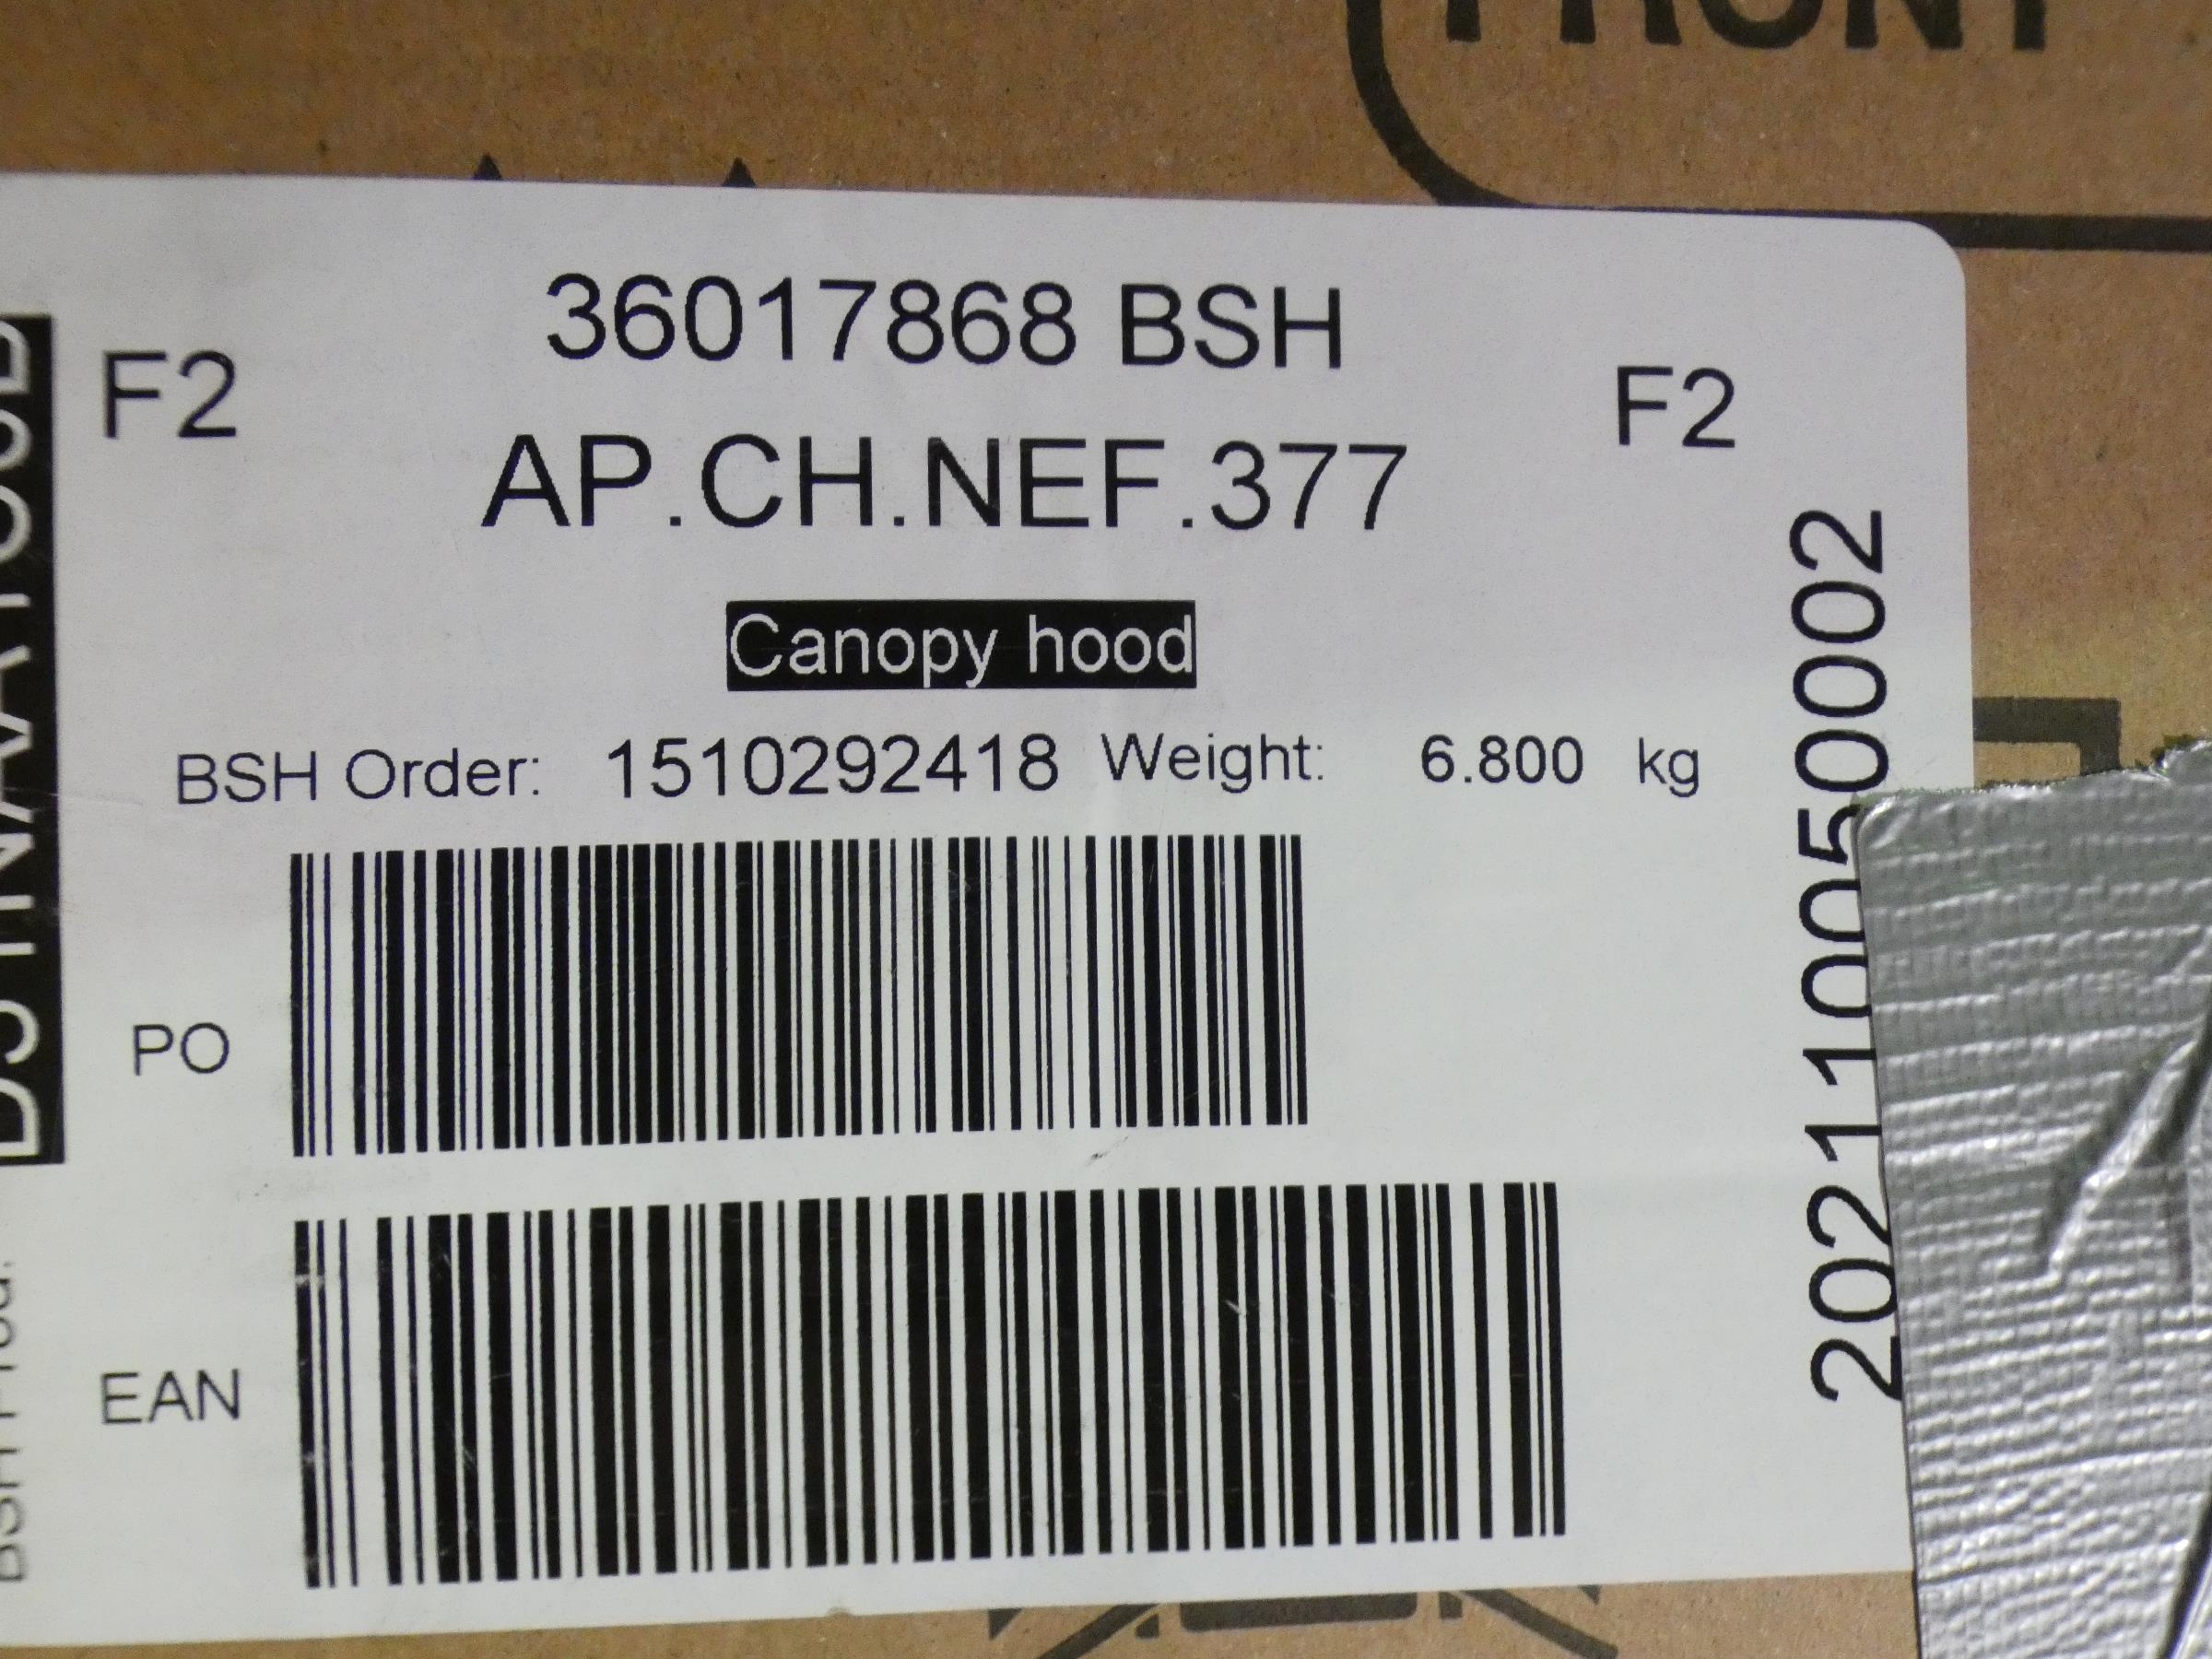 FRONT
36017868 BSH
F2
F2
AP.CH.NEF.377
Canopy hood
BSH Order: 1510292418 Weight: 6.800 kg
PO
EAN
202110050002